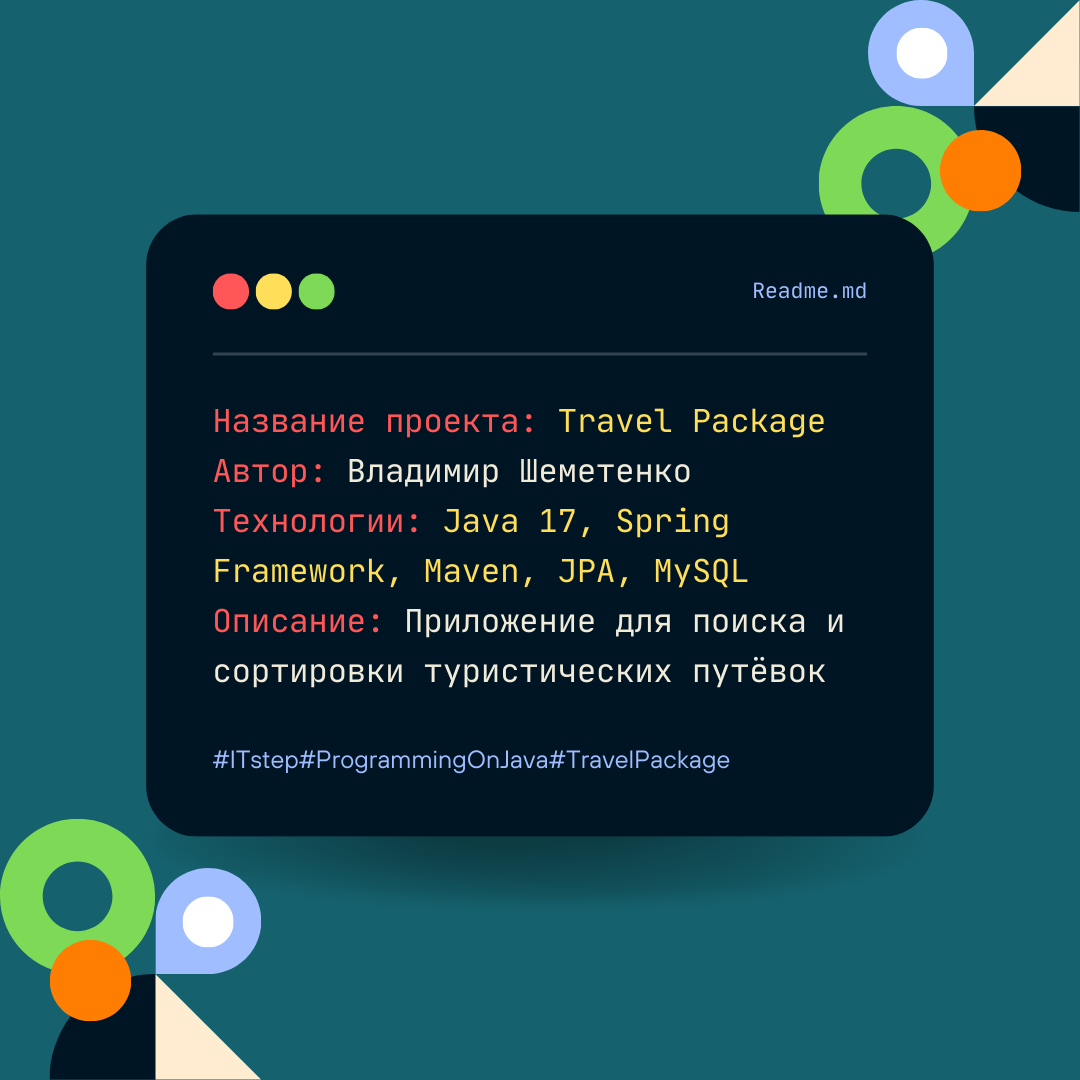 Readme.md
Название проекта: Travel Package
Автор: Владимир Шеметенко
Технологии: Java 17, Spring
Framework, Maven, JPA, MySQL
Описание: Приложение для поиска и
сортировки туристических путёвок
#ITstep#ProgrammingOnJava#TravelPackage